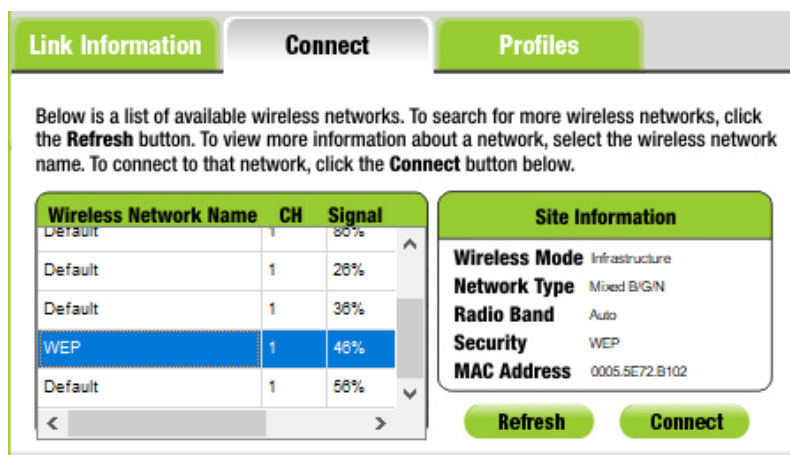 Link Information Connect Profiles
Below is a list of available wireless networks. To search for more wireless networks, click
the Refresh button. To view more information about a network, select the wireless network
name. To connect to that network, click the Connect button below.
Wireless Network Name CH Signal
Default 1 86%
Default 1 26%
Default 1 36%
WEP 1 46%
Default 1 56%
Site Information
Wireless Mode Infrastructure
Network Type Mixed B/G/N
Radio Band Auto
Security WEP
MAC Address 0005.5E72.B102
Refresh Connect